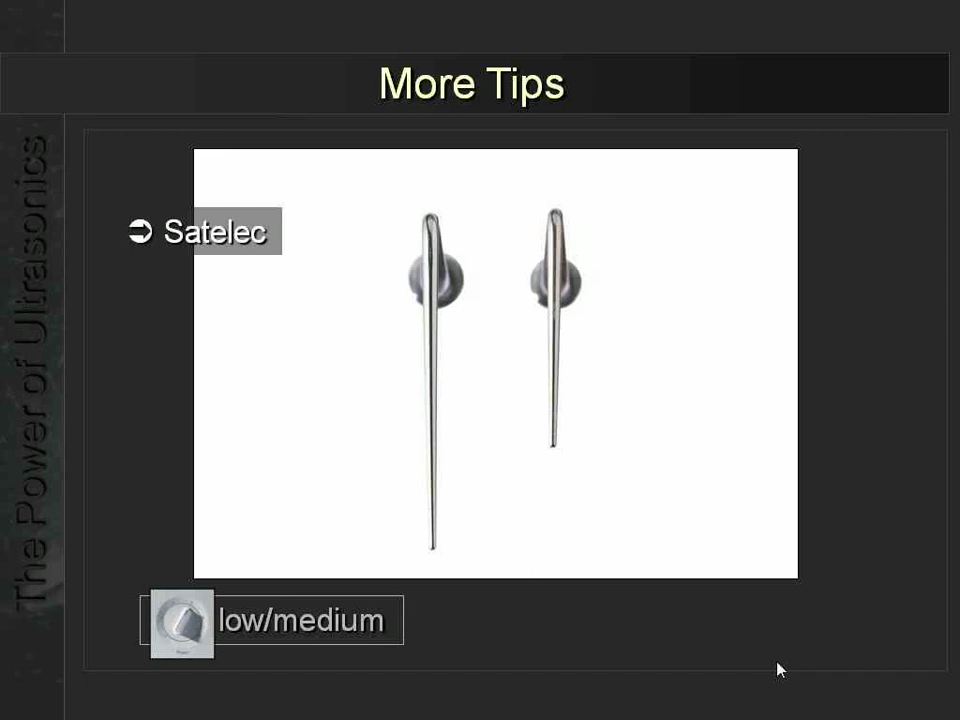 More Tips
The Power of Ultrasonics
➲ Satelec
low/medium